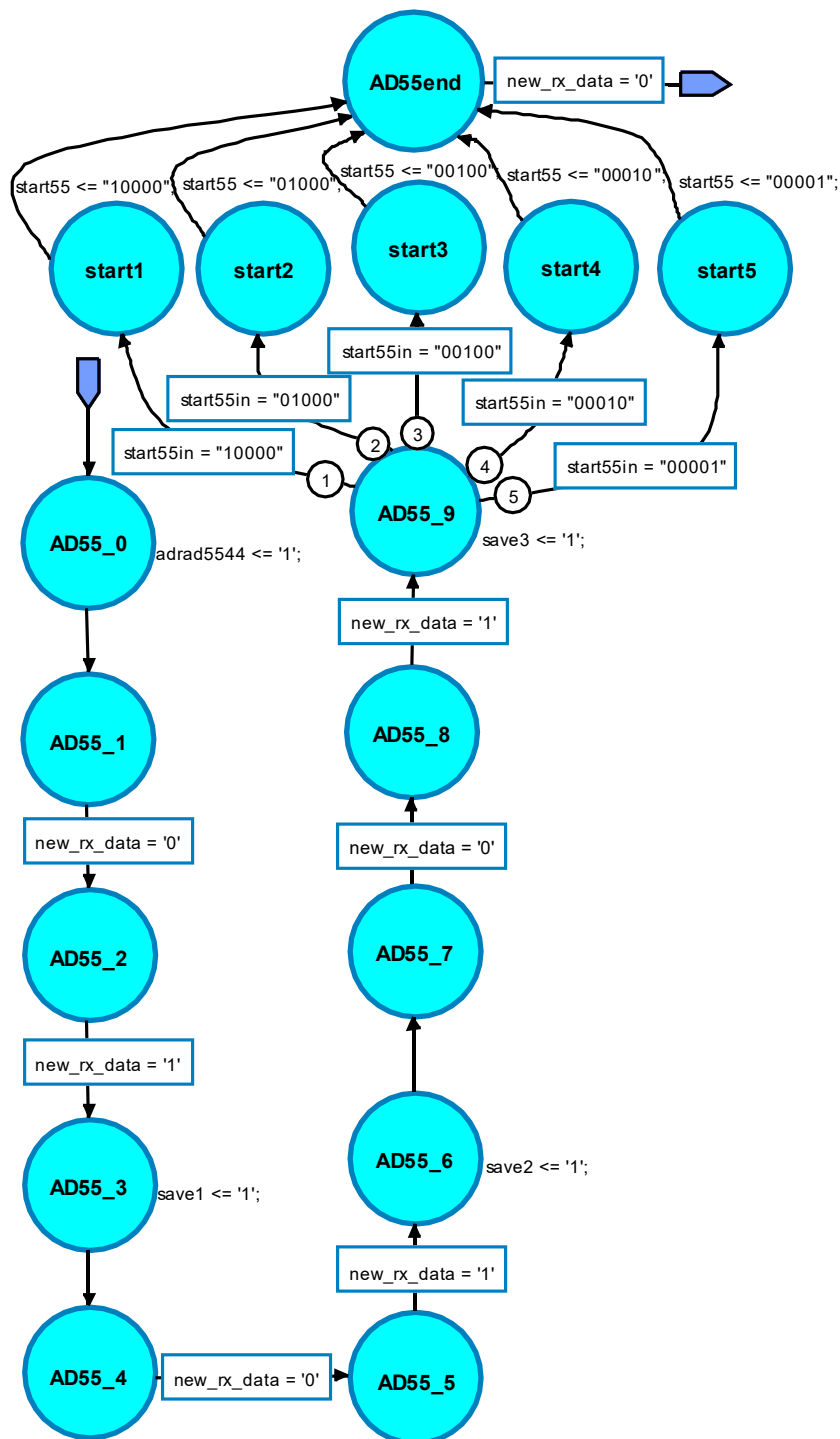 AD55end
new_rx_data = '0'
start55 <= "10000";
start55 <= "01000";
start55 <= "00100";
start55 <= "00010";
start55 <= "00001";
start1
start2
start3
start4
start5
start55in = "10000"
start55in = "01000"
start55in = "00100"
start55in = "00010"
start55in = "00001"
1
2
3
4
5
AD55_9
save3 <= '1';
AD55_0
adrad5544 <= '1';
new_rx_data = '1'
AD55_1
AD55_8
new_rx_data = '0'
new_rx_data = '0'
AD55_2
AD55_7
new_rx_data = '1'
AD55_3
save1 <= '1';
AD55_6
save2 <= '1';
new_rx_data = '1'
AD55_4
new_rx_data = '0'
AD55_5